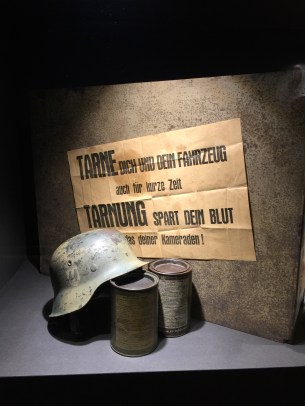 TARNE DICH UND DEIN FAHRZEUG
auch für kurze Zeit
TARNUNG SPART DEIN BLUT
das deiner Kameraden!